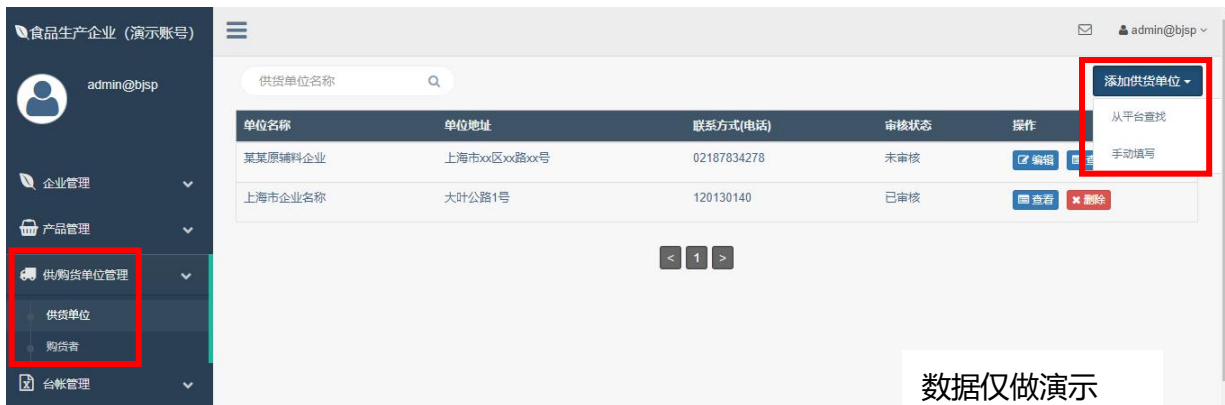 食品生产企业（演示账号）
admin@bjsp
admin@bjsp
供货单位名称
添加供货单位
从平台查找
手动填写
企业管理
产品管理
供/购货单位管理
供货单位
购货者
台帐管理
单位名称 单位地址 联系方式(电话) 审核状态 操作
某某原辅料企业 上海市xx区xx路xx号 02187834278 未审核 编辑
上海市企业名称 大叶公路1号 120130140 已审核 查看 删除
< 1 >
数据仅做演示